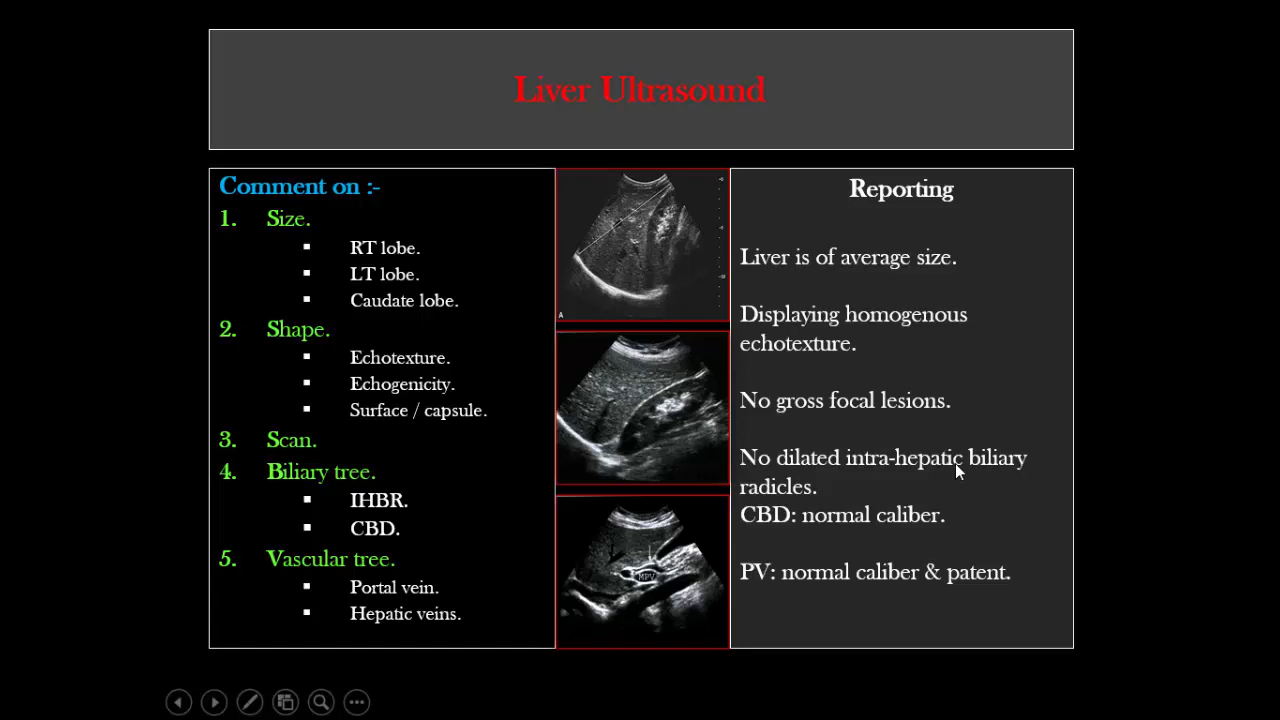 Liver Ultrasound
Comment on :-
1. Size.
▪ RT lobe.
▪ LT lobe.
▪ Caudate lobe.
2. Shape.
▪ Echotexture.
▪ Echogenicity.
▪ Surface / capsule.
3. Scan.
4. Biliary tree.
▪ IHBR.
▪ CBD.
5. Vascular tree.
▪ Portal vein.
▪ Hepatic veins.
A
MPV
Reporting
Liver is of average size.
Displaying homogenous
echotexture.
No gross focal lesions.
No dilated intra-hepatic biliary
radicles.
CBD: normal caliber.
PV: normal caliber & patent.